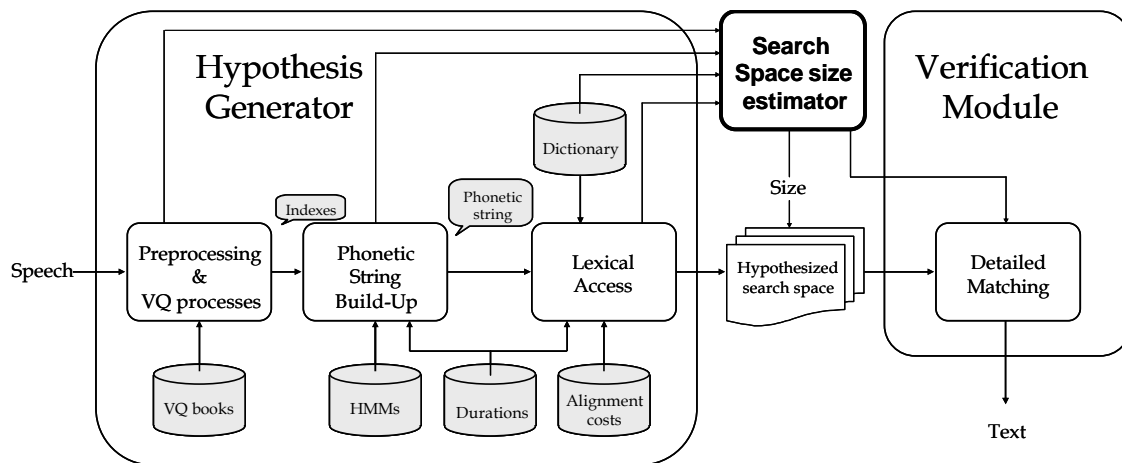 Hypothesis
Generator
Search
Space size
estimator
Verification
Module
Dictionary
Size
Indexes
Phonetic
string
Speech
Preprocessing
&
VQ processes
Phonetic
String
Build-Up
Lexical
Access
Hypothesized
search space
Detailed
Matching
VQ books
HMMs
Durations
Alignment
costs
Text